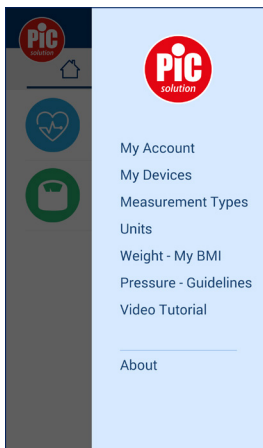 PiC
solution
PiC
solution
My Account
My Devices
Measurement Types
Units
Weight - My BMI
Pressure - Guidelines
Video Tutorial
About